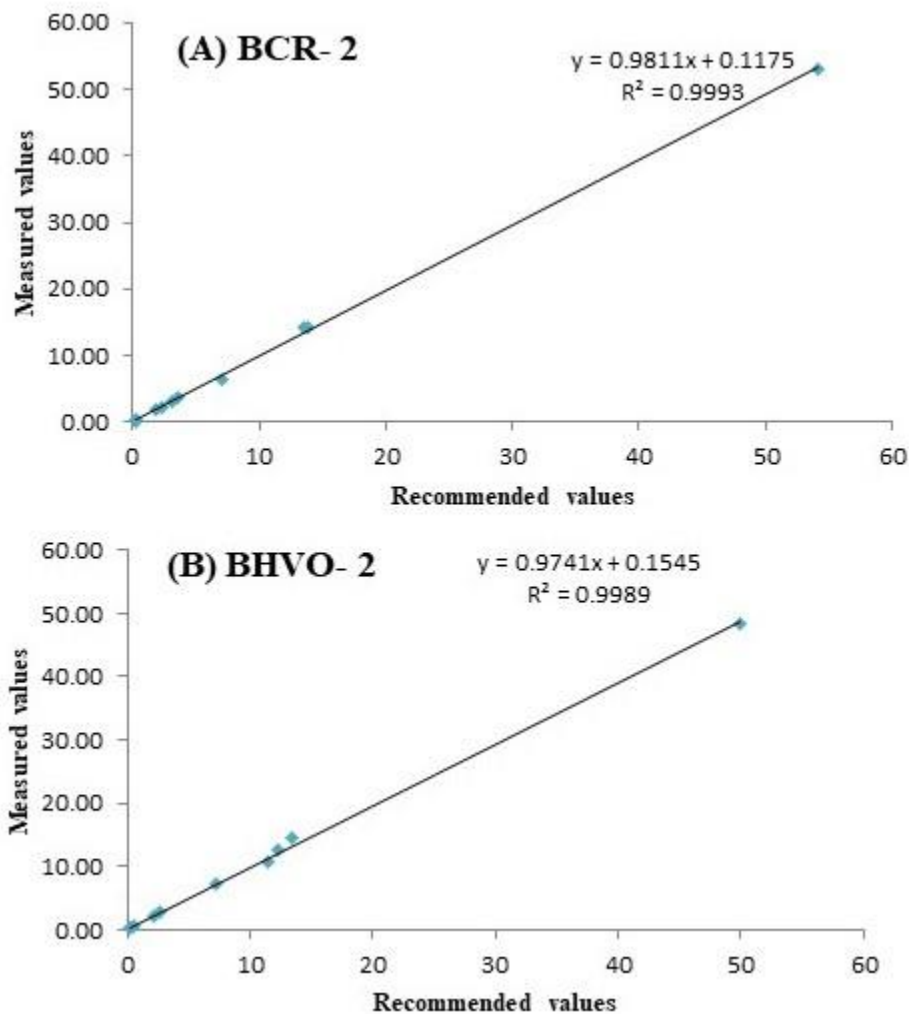 (A) BCR- 2
y = 0.9811x + 0.1175
R² = 0.9993
60.00
50.00
40.00
30.00
20.00
10.00
0.00
Measured values
0 10 20 30 40 50 60
Recommended values
(B) BHVO- 2
y = 0.9741x + 0.1545
R² = 0.9989
60.00
50.00
40.00
30.00
20.00
10.00
0.00
Measured values
0 10 20 30 40 50 60
Recommended values